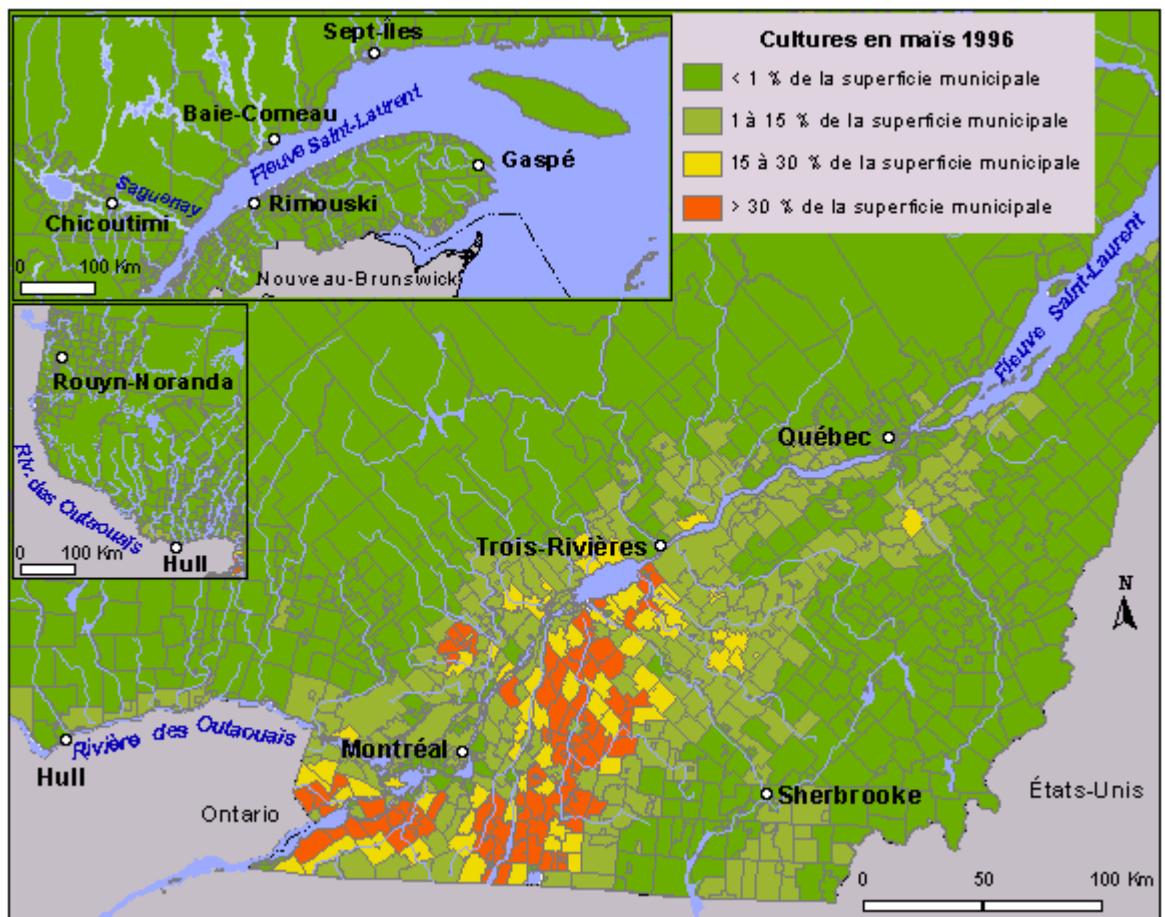 Cultures en maïs 1996
< 1 % de la superficie municipale
1 à 15 % de la superficie municipale
15 à 30 % de la superficie municipale
> 30 % de la superficie municipale
Sept-Îles
Baie-Comeau
Fleuve Saint-Laurent
Gaspé
Saguenay
Rimouski
Chicoutimi
Nouveau-Brunswick
0 100 Km
Rouyn-Noranda
Riv. des Outaouais
Hull
0 100 Km
Fleuve Saint-Laurent
Québec
Trois-Rivières
N
Rivière des Outaouais
Hull
Montréal
Sherbrooke
Ontario
États-Unis
0 50 100 Km